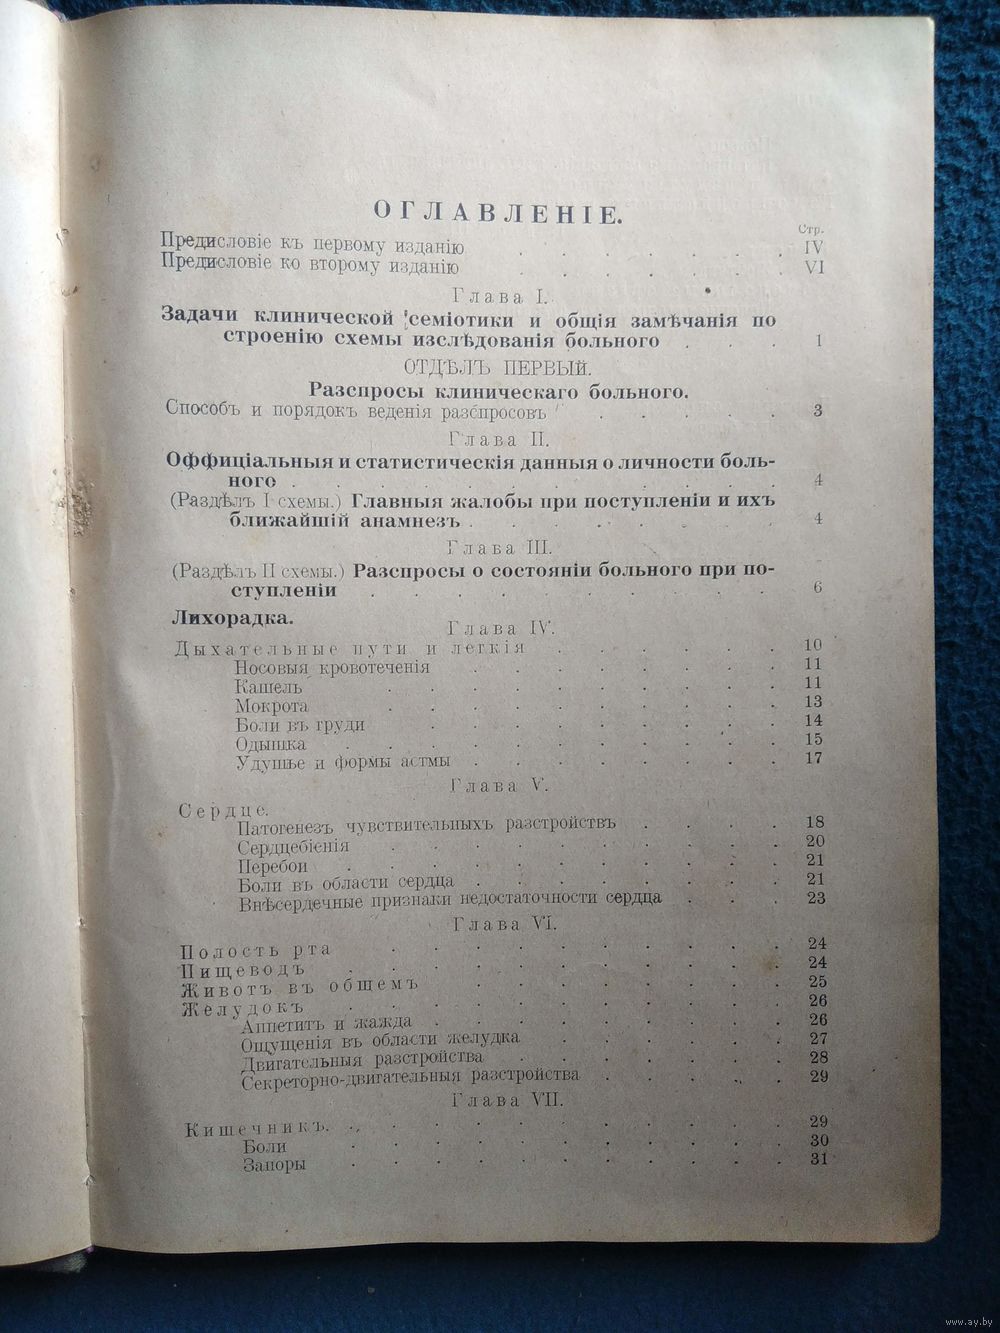 ОГЛАВЛЕНІЕ.
Стр.
Предисловіе къ первому изданію . . . . . . . IV
Предисловіе ко второму изданію . . . . . . . VI
Глава I.
Задачи клинической семіотики и общія замѣчанія по
строенію схемы изслѣдованія больного . . . 1
ОТДѢЛЪ ПЕРВЫЙ.
Разспросы клиническаго больного.
Способъ и порядокъ веденія разспросовъ . . . . . 3
Глава II.
Оффиціальныя и статистическія данныя о личности боль-
ного . . . . . . . . . . . . 4
(Раздѣлъ I схемы.) Главныя жалобы при поступленіи и ихъ
ближайшій анамнезъ . . . . . . . . 4
Глава III.
(Раздѣлъ II схемы.) Разспросы о состояніи больного при по-
ступленіи . . . . . . . . . . 6
Лихорадка.
Глава IV.
Дыхательные пути и легкія . . . . . . 10
Носовыя кровотеченія . . . . . . . . 11
Кашель . . . . . . . . . . 11
Мокрота . . . . . . . . . . 13
Боли въ груди . . . . . . . . . 14
Одышка . . . . . . . . . . . 15
Удушье и формы астмы . . . . . . . . 17
Глава V.
Сердце.
Патогенезъ чувствительныхъ разстройствъ . . . . 18
Сердцебіенія . . . . . . . . . . 20
Перебои . . . . . . . . . . . 21
Боли въ области сердца . . . . . . . . 21
Внѣсердечные признаки недостаточности сердца . . . 23
Глава VI.
Полость рта . . . . . . . . . . 24
Пищеводъ . . . . . . . . . . . 24
Животъ въ общемъ . . . . . . . . 25
Желудокъ . . . . . . . . . . 26
Аппетитъ и жажда . . . . . . . . . 26
Ощущенія въ области желудка . . . . . . 27
Двигательныя разстройства . . . . . . . 28
Секреторно-двигательныя разстройства . . . . . 29
Глава VII.
Кишечникъ. . . . . . . . . . . . 29
Боли . . . . . . . . . . . 30
Запоры . . . . . . . . . . . 31
www.ay.by